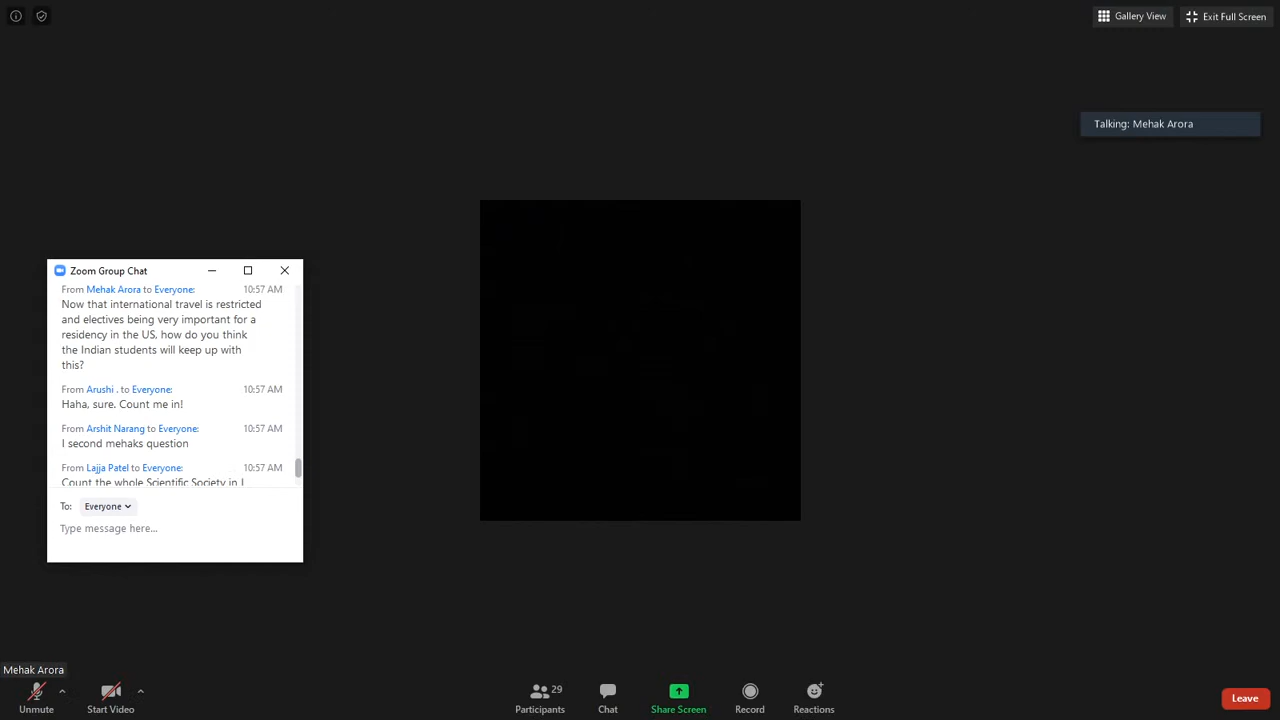 Gallery View
Exit Full Screen
Talking: Mehak Arora
Zoom Group Chat
From Mehak Arora to Everyone: 10:57 AM
Now that international travel is restricted
and electives being very important for a
residency in the US, how do you think
the Indian students will keep up with
this?
From Arushi . to Everyone: 10:57 AM
Haha, sure. Count me in!
From Arshit Narang to Everyone: 10:57 AM
I second mehaks question
From Lajja Patel to Everyone: 10:57 AM
Count the whole Scientific Society in !
To: Everyone
Type message here...
Mehak Arora
Unmute
Start Video
29
Participants
Chat
Share Screen
Record
Reactions
Leave